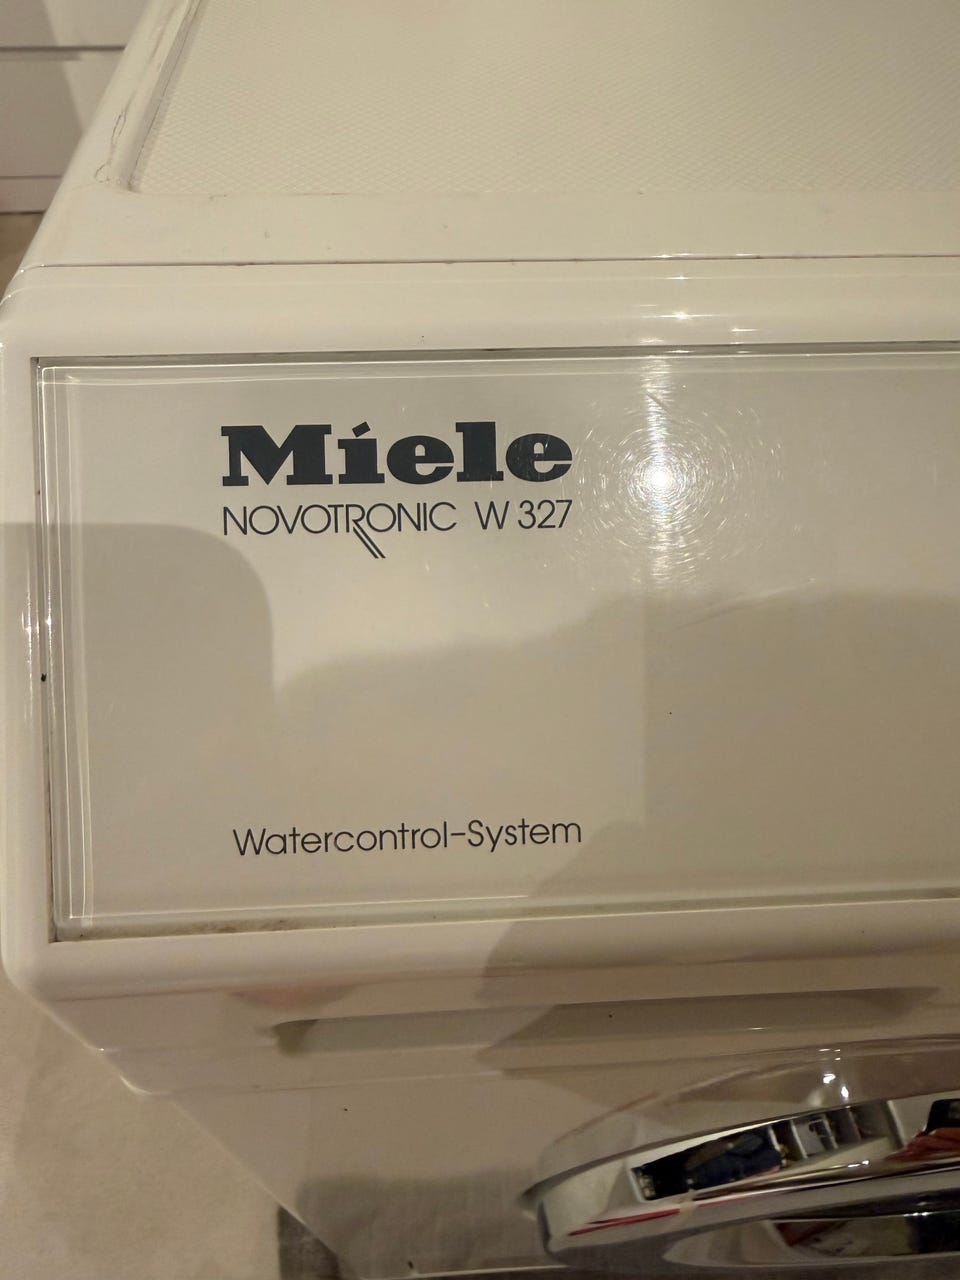 Miele
NOVOTRONIC W 327
Watercontrol-System